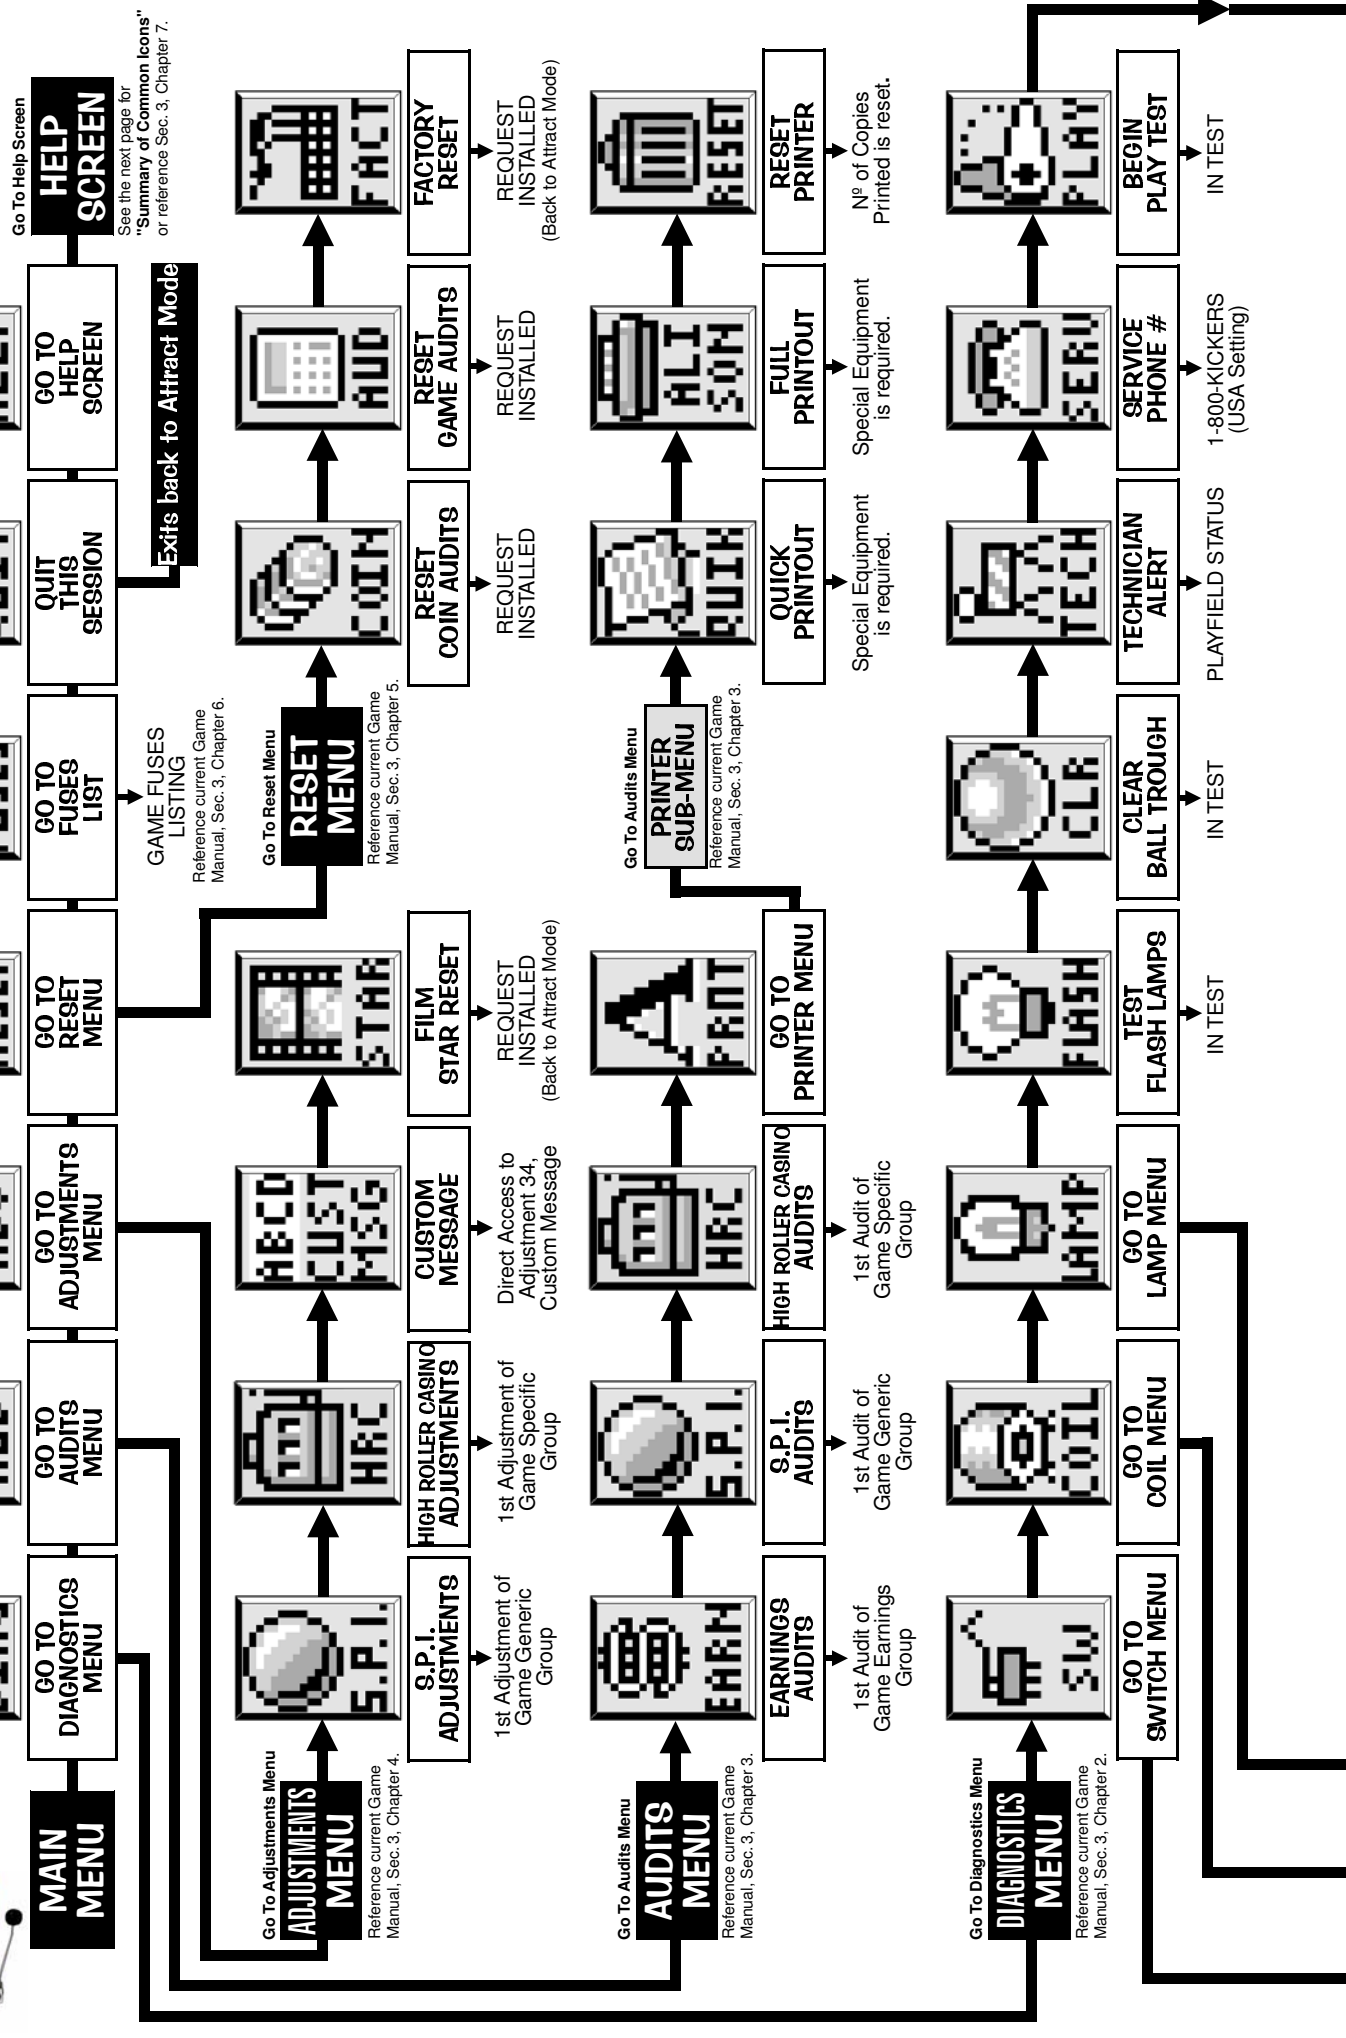 MAIN
MENU
GO TO
DIAGNOSTICS
MENU
GO TO
AUDITS
MENU
GO TO
ADJUSTMENTS
MENU
GO TO
RESET
MENU
GO TO
FUSES
LIST
GAME FUSES
LISTING
Reference current Game
Manual, Sec. 3, Chapter 6.
QUIT
THIS
SESSION
Exits back to Attract Mode
GO TO
HELP
SCREEN
Go To Help Screen
HELP
SCREEN
See the next page for
"Summary of Common Icons"
or reference Sec. 3, Chapter 7.
Go To Adjustments Menu
ADJUSTMENTS
MENU
Reference current Game
Manual, Sec. 3, Chapter 4.
S.P.I.
S.P.I.
ADJUSTMENTS
1st Adjustment of
Game Generic
Group
HRC
HIGH ROLLER CASINO
ADJUSTMENTS
1st Adjustment of
Game Specific
Group
ABCD
CUST
MSG
CUSTOM
MESSAGE
Direct Access to
Adjustment 34,
Custom Message
STAR
FILM
STAR RESET
REQUEST
INSTALLED
(Back to Attract Mode)
Go To Reset Menu
RESET
MENU
Reference current Game
Manual, Sec. 3, Chapter 5.
COIN
RESET
COIN AUDITS
REQUEST
INSTALLED
AUD
RESET
GAME AUDITS
REQUEST
INSTALLED
FACT
FACTORY
RESET
REQUEST
INSTALLED
(Back to Attract Mode)
Go To Audits Menu
AUDITS
MENU
Reference current Game
Manual, Sec. 3, Chapter 3.
EARN
EARNINGS
AUDITS
1st Audit of
Game Earnings
Group
S.P.I.
S.P.I.
AUDITS
1st Audit of
Game Generic
Group
HRC
HIGH ROLLER CASINO
AUDITS
1st Audit of
Game Specific
Group
PRNT
GO TO
PRINTER MENU
Go To Audits Menu
PRINTER
SUB-MENU
Reference current Game
Manual, Sec. 3, Chapter 3.
QUIK
QUICK
PRINTOUT
Special Equipment
is required.
ALI
SON
FULL
PRINTOUT
Special Equipment
is required.
RESET
RESET
PRINTER
Nº of Copies
Printed is reset.
Go To Diagnostics Menu
DIAGNOSTICS
MENU
Reference current Game
Manual, Sec. 3, Chapter 2.
SW
GO TO
SWITCH MENU
COIL
GO TO
COIL MENU
LAMP
GO TO
LAMP MENU
FLASH
TEST
FLASH LAMPS
IN TEST
CLR
CLEAR
BALL TROUGH
IN TEST
TECH
TECHNICIAN
ALERT
PLAYFIELD STATUS
SERV
SERVICE
PHONE #
1-800-KICKERS
(USA Setting)
PLAY
BEGIN
PLAY TEST
IN TEST